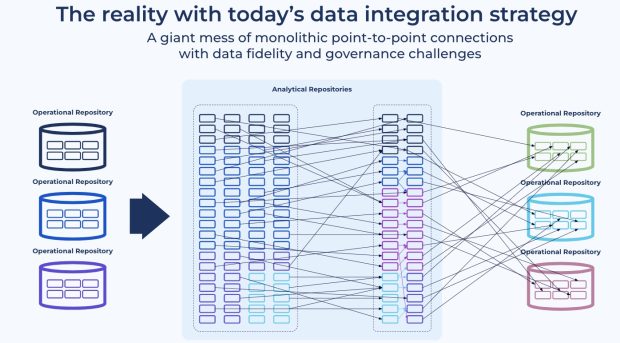 The reality with today's data integration strategy
A giant mess of monolithic point-to-point connections
with data fidelity and governance challenges
Analytical Repositories
Operational Repository
Operational Repository
Operational Repository
Operational Repository
Operational Repository
Operational Repository